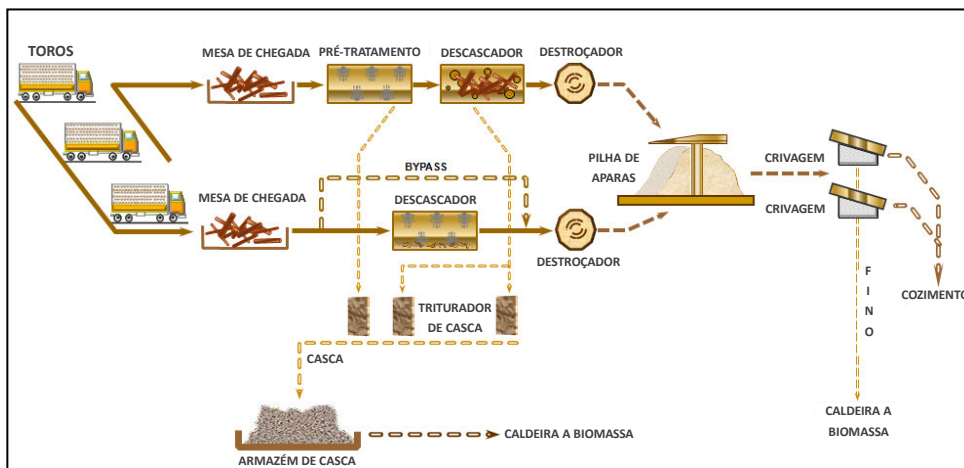 TOROS
MESA DE CHEGADA
PRÉ-TRATAMENTO
DESCASCADOR
DESTROÇADOR
BYPASS
PILHA DE
APARAS
CRIVAGEM
CRIVAGEM
MESA DE CHEGADA
DESCASCADOR
DESTROÇADOR
F
I
N
O
COZIMENTO
TRITURADOR
DE CASCA
CASCA
CALDEIRA A
BIOMASSA
CALDEIRA A BIOMASSA
ARMAZÉM DE CASCA